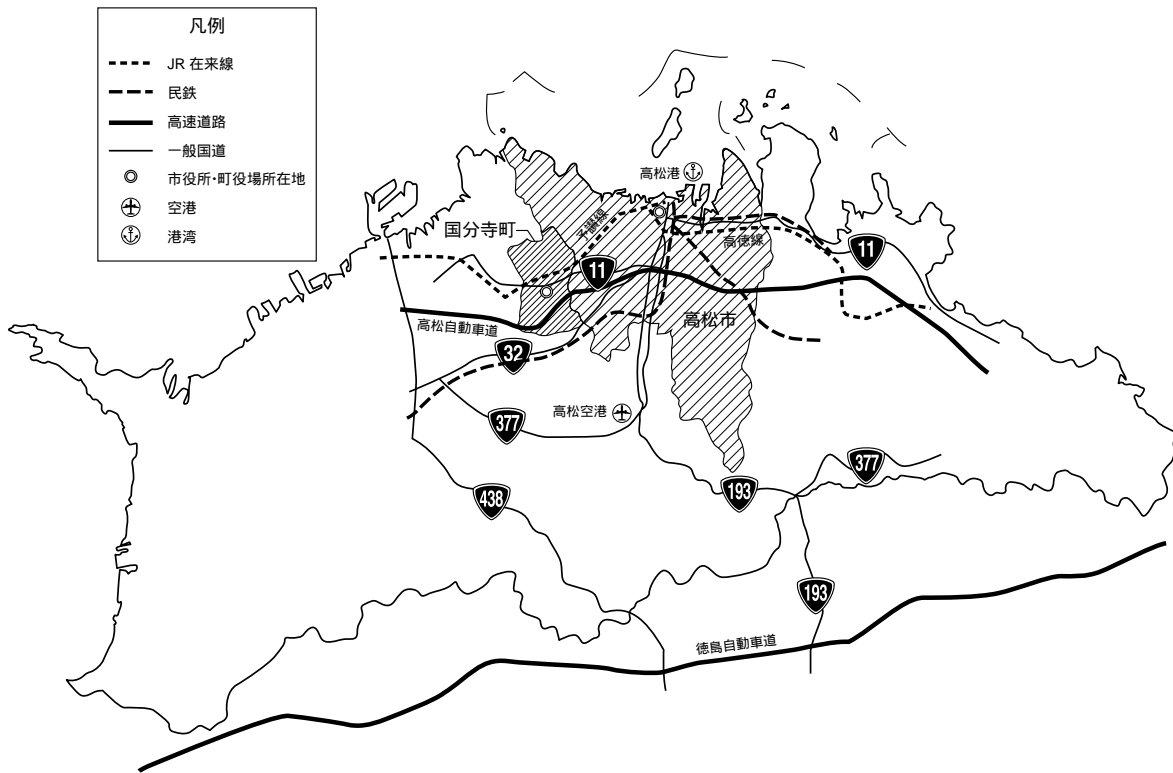 凡例
JR 在来線
民鉄
高速道路
一般国道
市役所・町役場所在地
空港
港湾
高松港
国分寺町
予讃線
高徳線
11
11
高松自動車道
高松市
32
高松空港
377
377
438
193
193
徳島自動車道